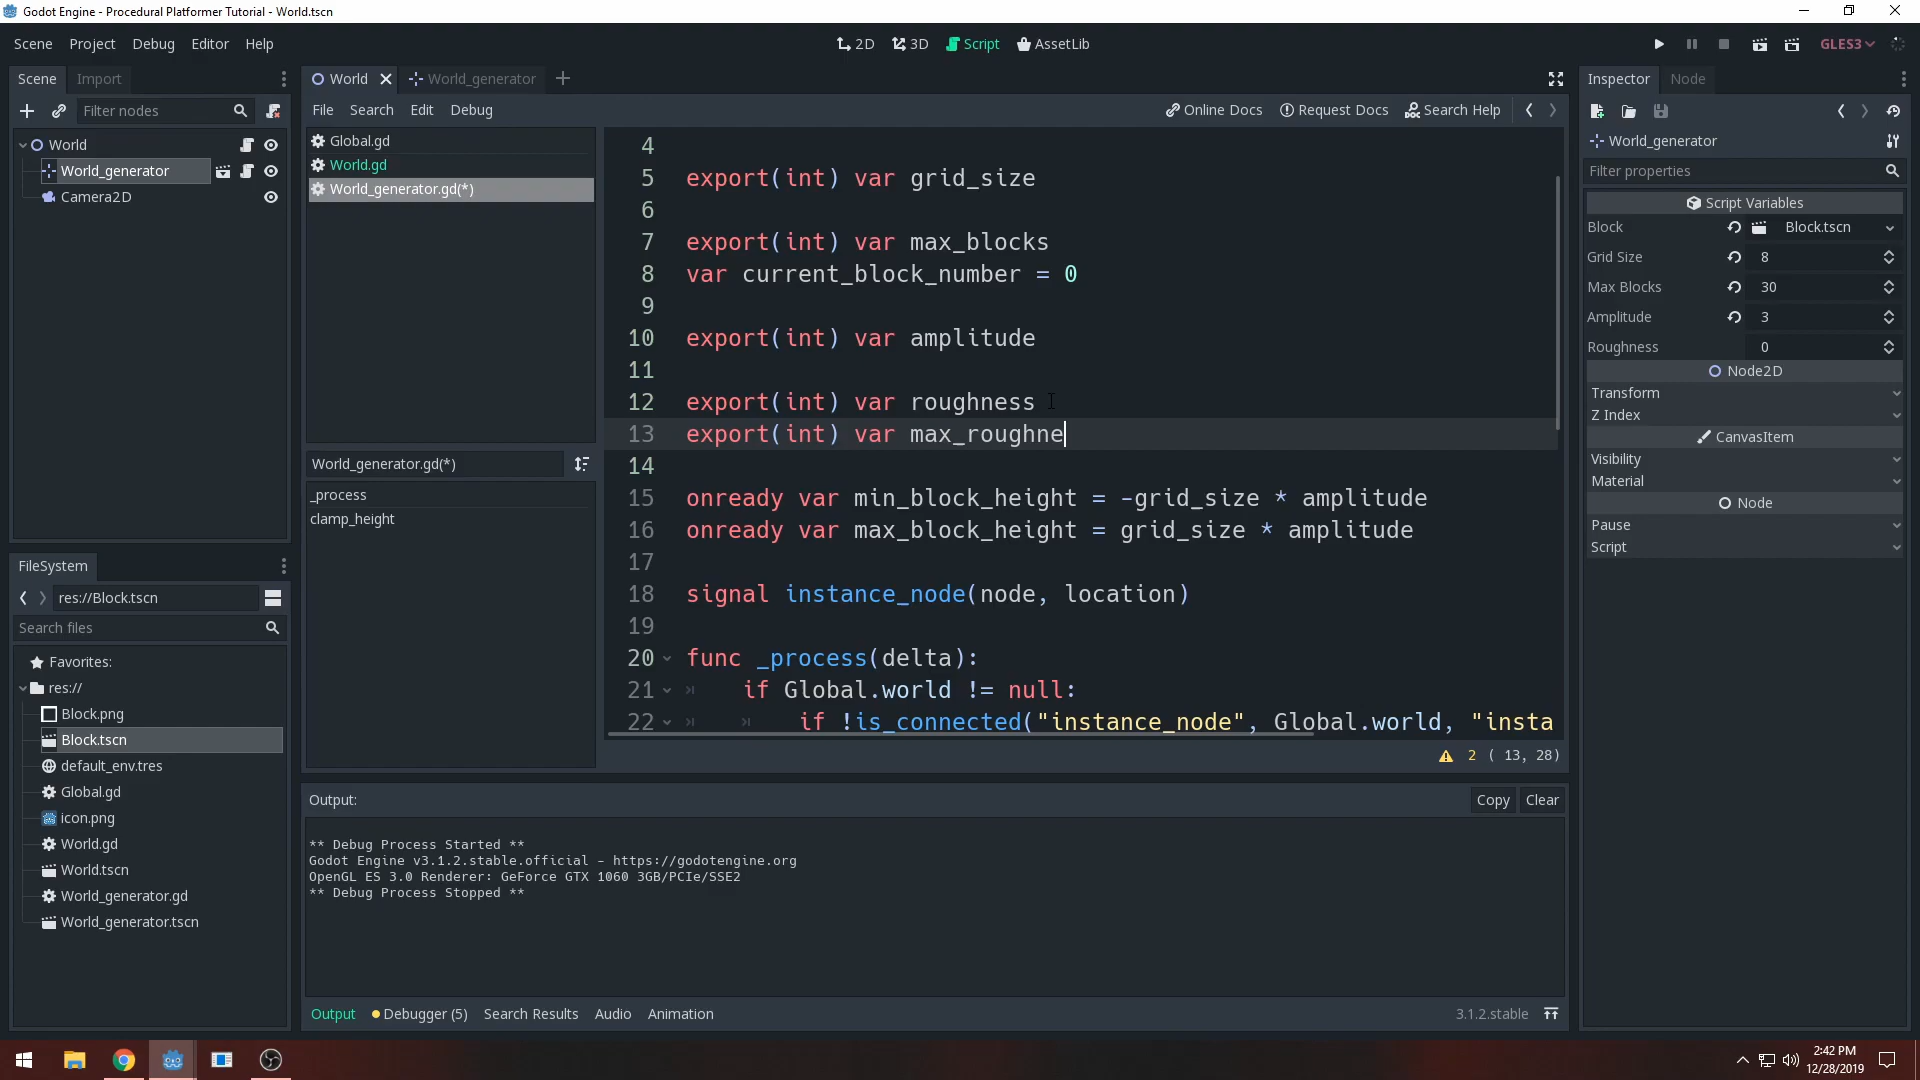 Godot Engine - Procedural Platformer Tutorial - World.tscn
Scene Project Debug Editor Help
2D 3D Script AssetLib
GLES3
Scene Import
World World_generator
Inspector Node
Filter nodes
File Search Edit Debug
Online Docs Request Docs Search Help
World
World_generator
Camera2D
Global.gd
World.gd
World_generator.gd(*)
World_generator.gd(*)
_process
clamp_height
4
5 export(int) var grid_size
6
7 export(int) var max_blocks
8 var current_block_number = 0
9
10 export(int) var amplitude
11
12 export(int) var roughness
13 export(int) var max_roughne
14
15 onready var min_block_height = -grid_size * amplitude
16 onready var max_block_height = grid_size * amplitude
17
18 signal instance_node(node, location)
19
20 func _process(delta):
21 if Global.world != null:
22 if !is_connected("instance_node", Global.world, "insta
2 ( 13, 28)
World_generator
Filter properties
Script Variables
Block Block.tscn
Grid Size 8
Max Blocks 30
Amplitude 3
Roughness 0
Node2D
Transform
Z Index
CanvasItem
Visibility
Material
Node
Pause
Script
FileSystem
res://Block.tscn
Search files
Favorites:
res://
Block.png
Block.tscn
default_env.tres
Global.gd
icon.png
World.gd
World.tscn
World_generator.gd
World_generator.tscn
Output:
Copy Clear
** Debug Process Started **
Godot Engine v3.1.2.stable.official - https://godotengine.org
OpenGL ES 3.0 Renderer: GeForce GTX 1060 3GB/PCIe/SSE2
** Debug Process Stopped **
Output Debugger (5) Search Results Audio Animation
3.1.2.stable
2:42 PM
12/28/2019